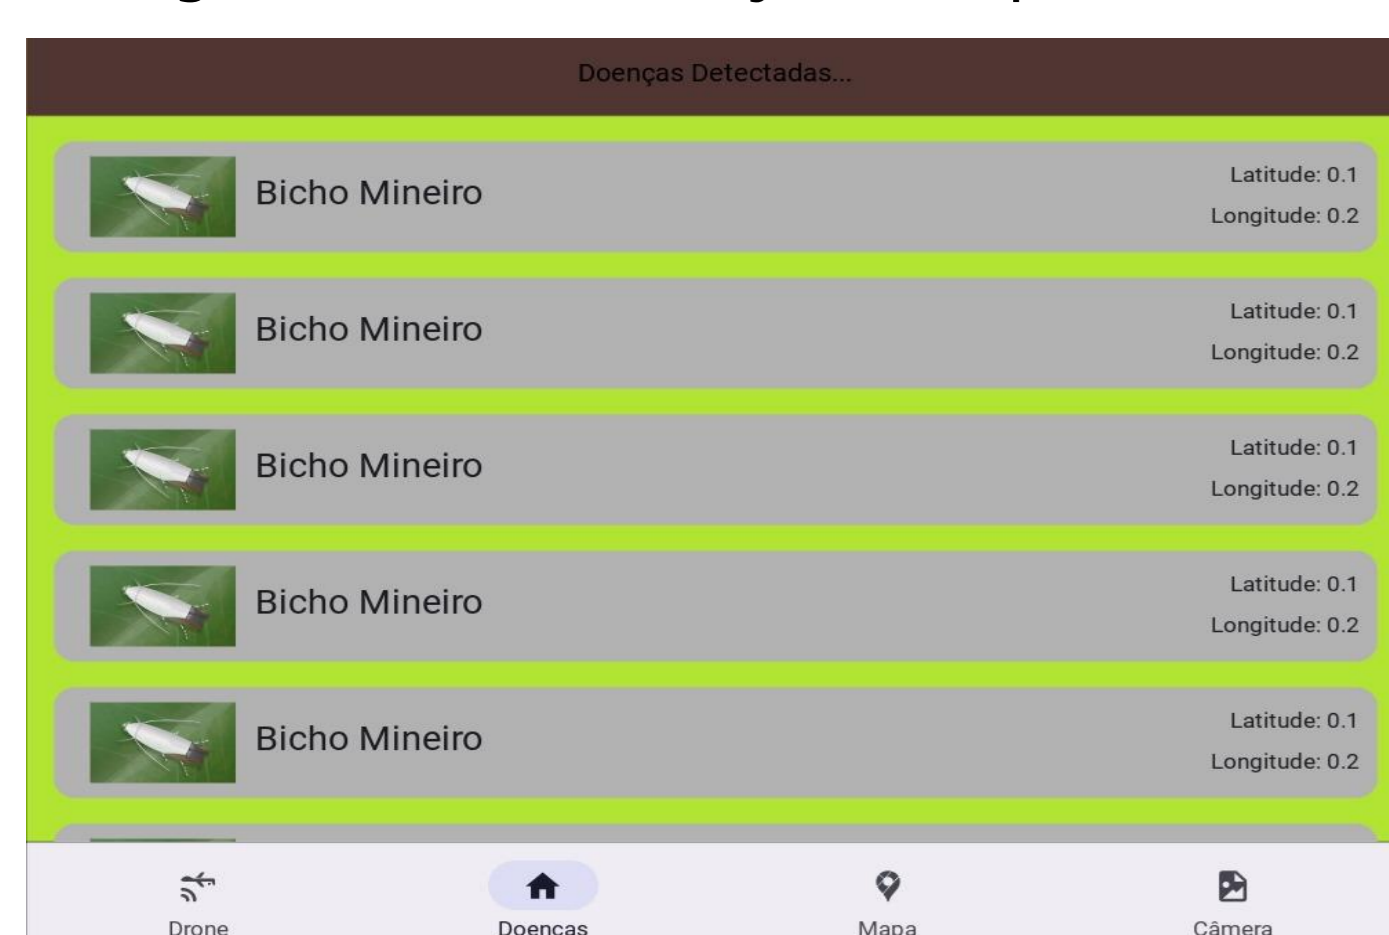 Doenças Detectadas...
Bicho Mineiro
Latitude: 0.1
Longitude: 0.2
Bicho Mineiro
Latitude: 0.1
Longitude: 0.2
Bicho Mineiro
Latitude: 0.1
Longitude: 0.2
Bicho Mineiro
Latitude: 0.1
Longitude: 0.2
Bicho Mineiro
Latitude: 0.1
Longitude: 0.2
Drone
Doenças
Mapa
Câmera